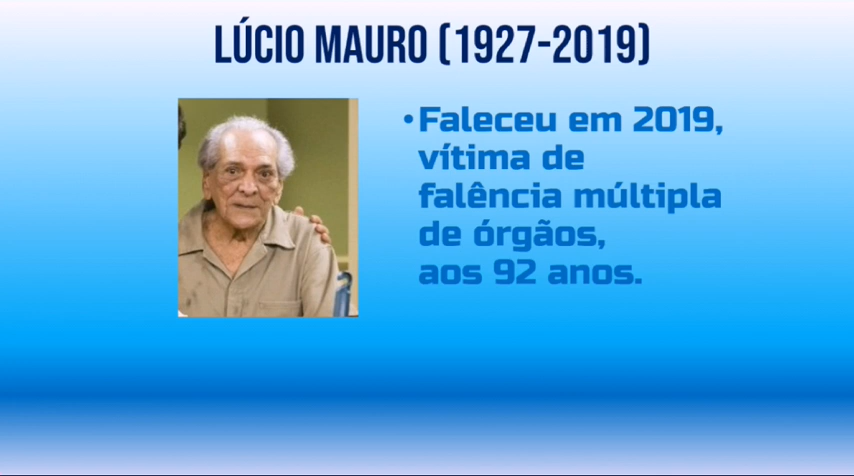 LÚCIO MAURO (1927-2019)
•Faleceu em 2019,
vítima de
falência múltipla
de órgãos,
aos 92 anos.